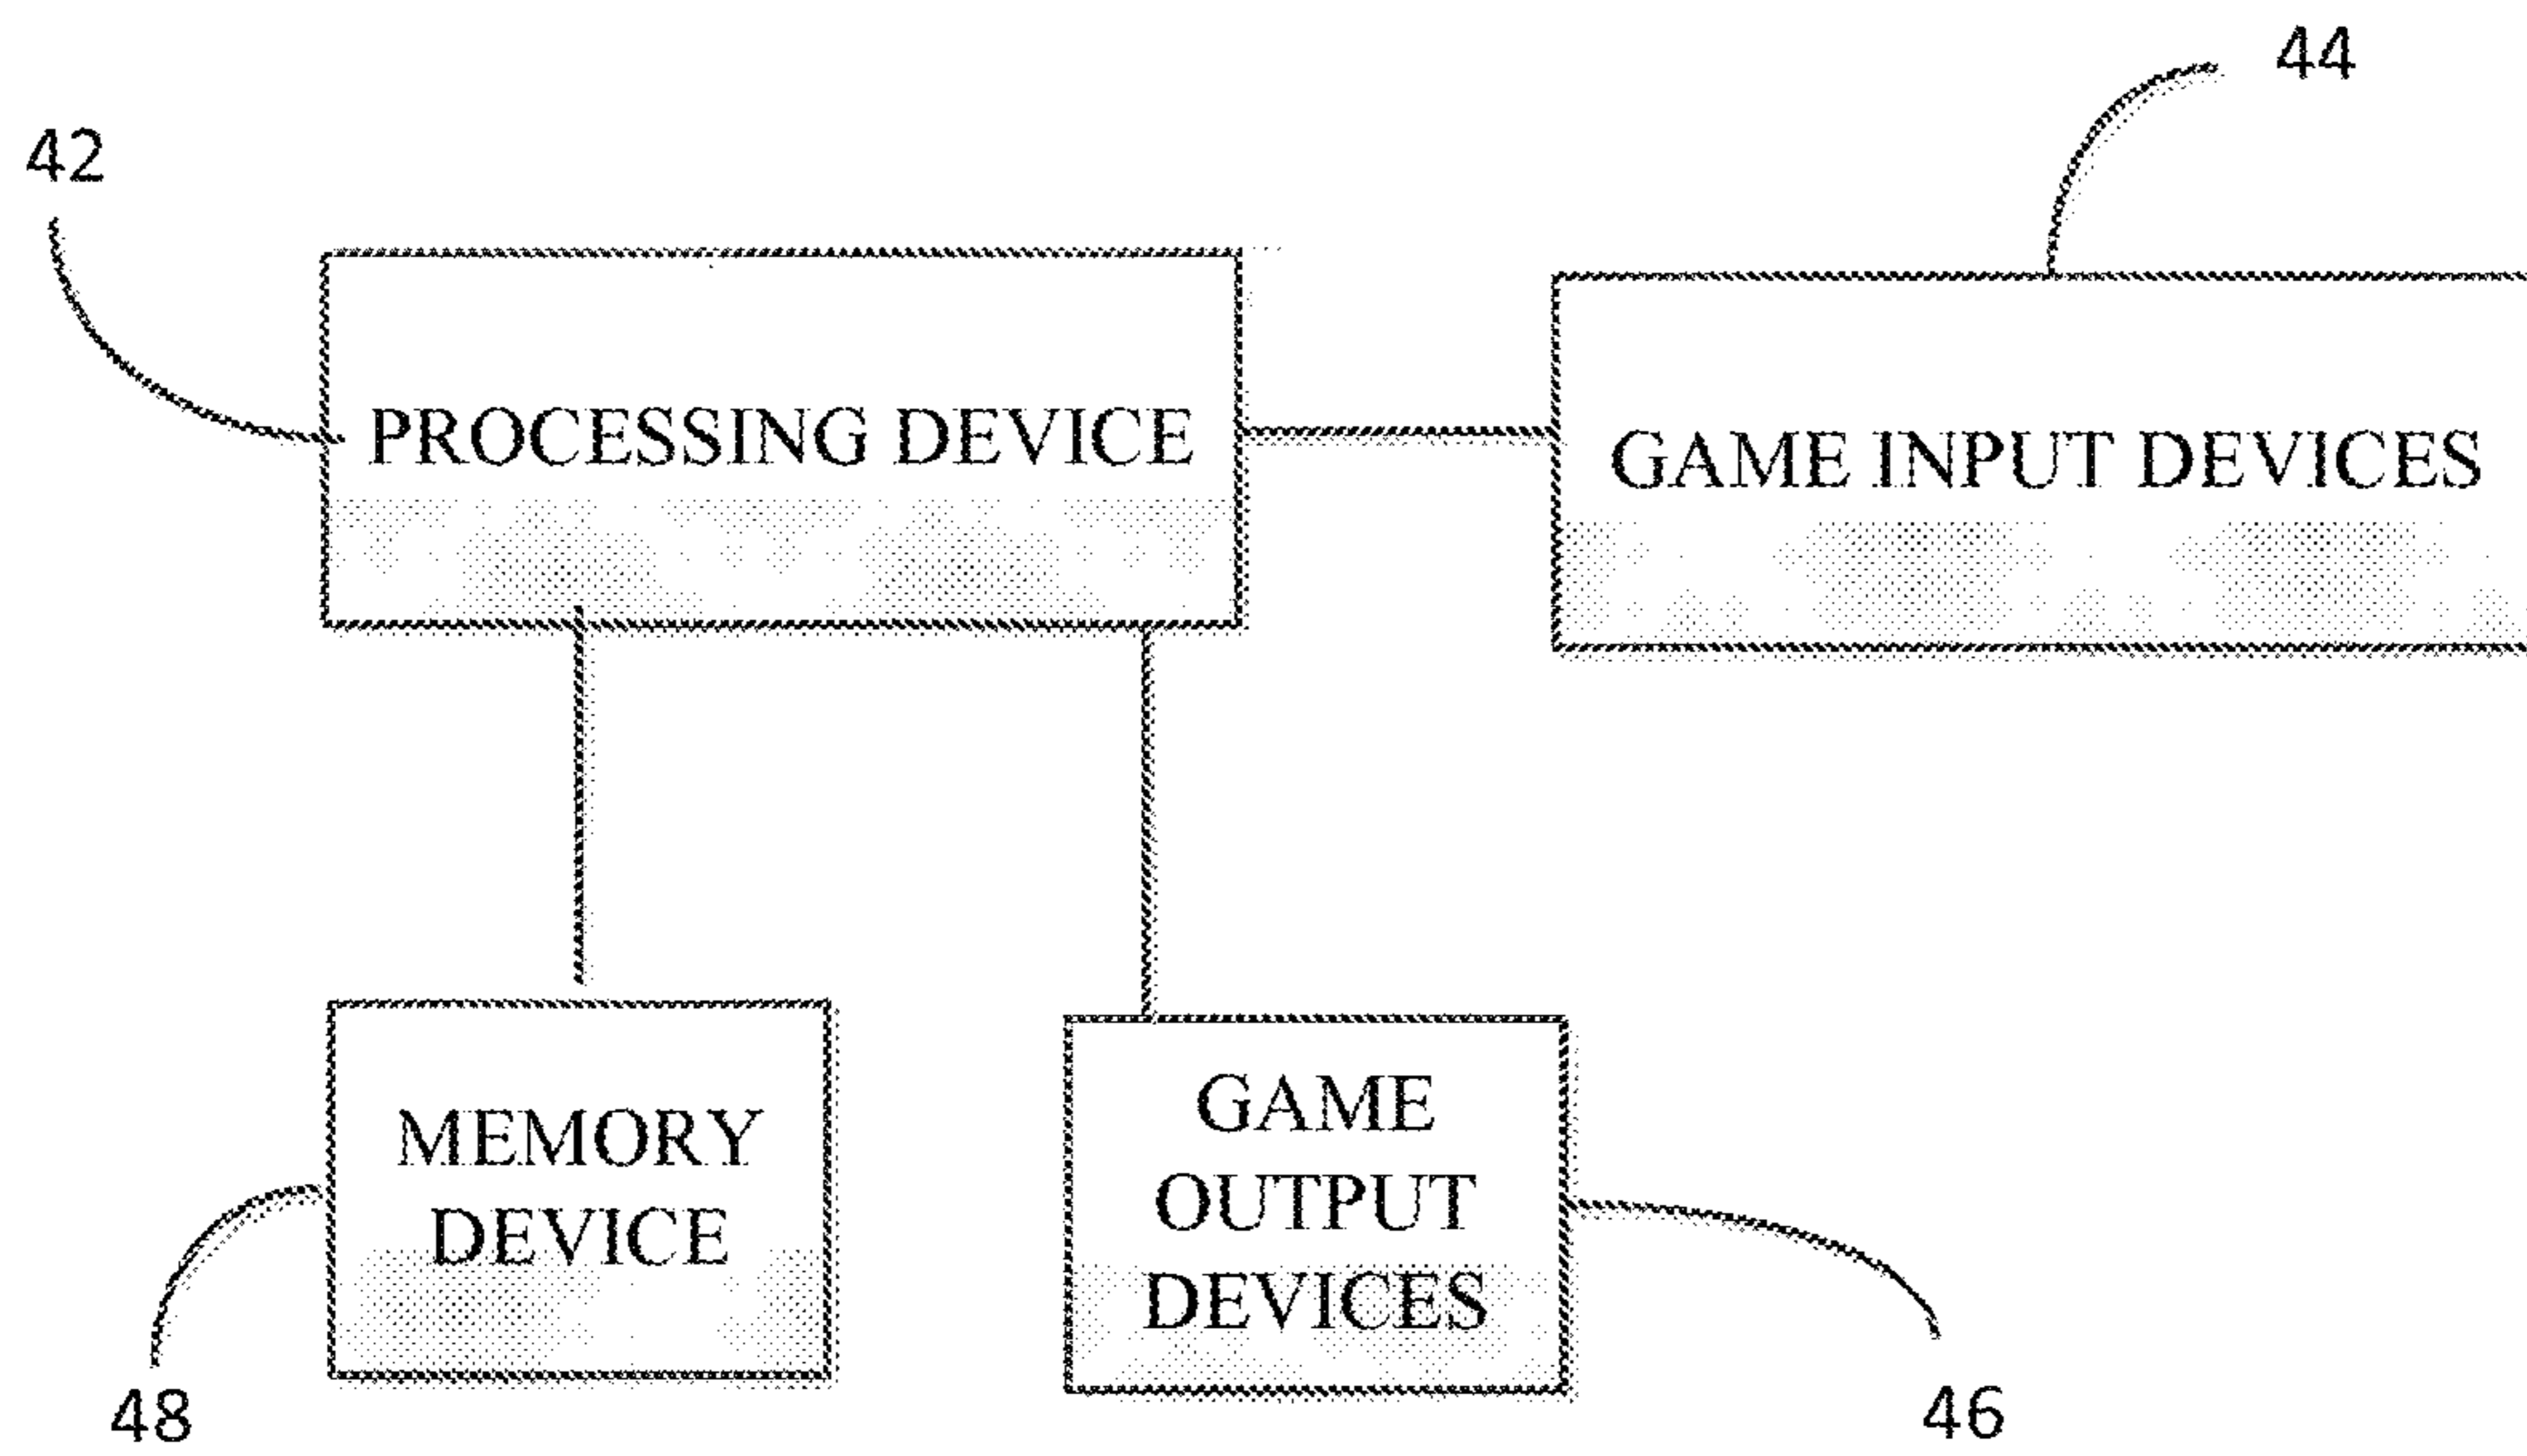 44
42
PROCESSING DEVICE
GAME INPUT DEVICES
MEMORY
DEVICE
GAME
OUTPUT
DEVICES
48
46